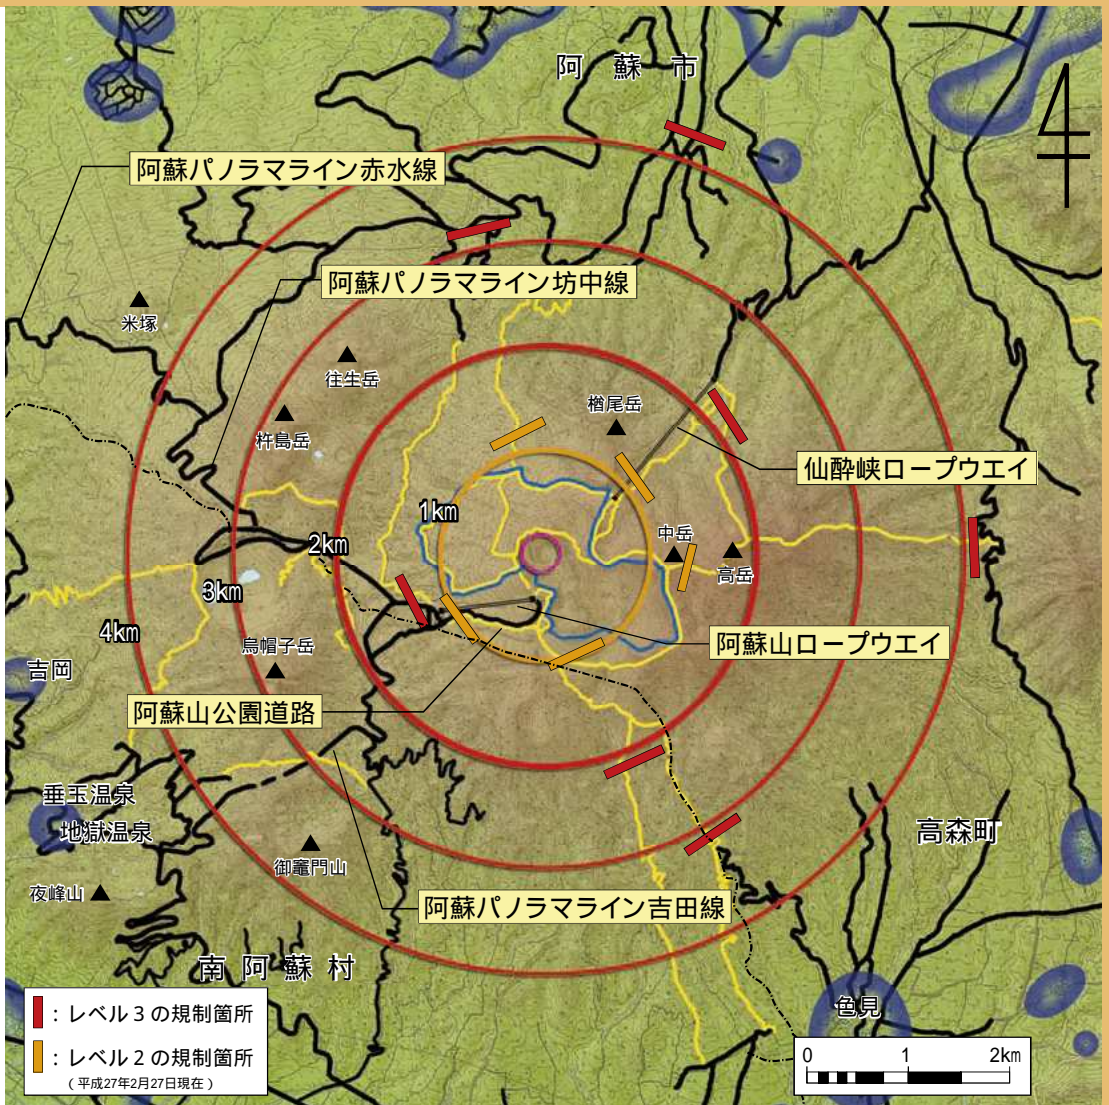 阿蘇市
阿蘇パノラマライン赤水線
阿蘇パノラマライン坊中線
米塚
往生岳
杵島岳
楢尾岳
仙酔峡ロープウエイ
1km
2km
中岳
高岳
3km
4km
烏帽子岳
阿蘇山ロープウエイ
吉岡
阿蘇山公園道路
垂玉温泉
地獄温泉
高森町
御竈門山
夜峰山
阿蘇パノラマライン吉田線
南阿蘇村
色見
：レベル3の規制箇所
：レベル2の規制箇所
（平成27年2月27日現在）
0 1 2km